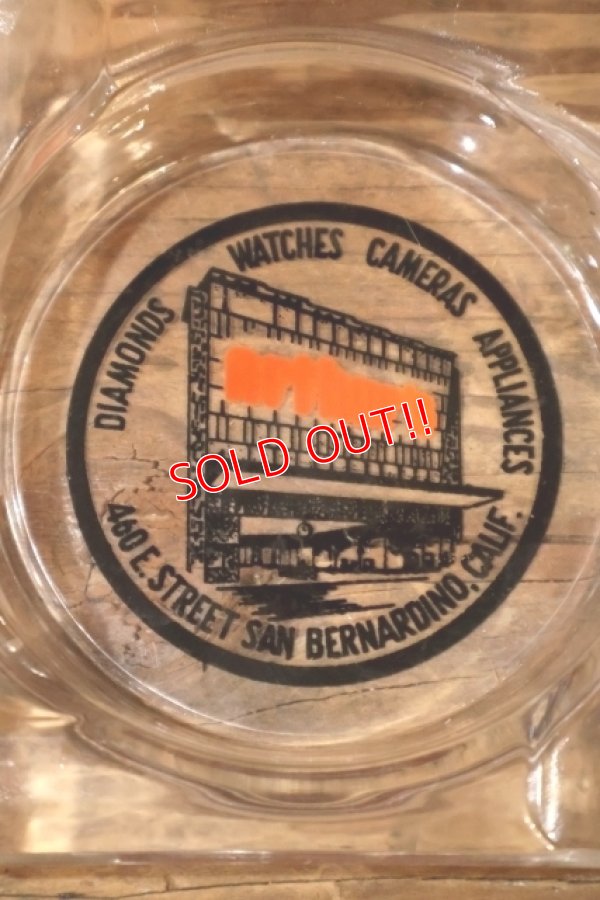 DIAMONDS WATCHES CAMERAS APPLIANCES
SOLD OUT!!
460 E. STREET SAN BERNARDINO, CALIF.